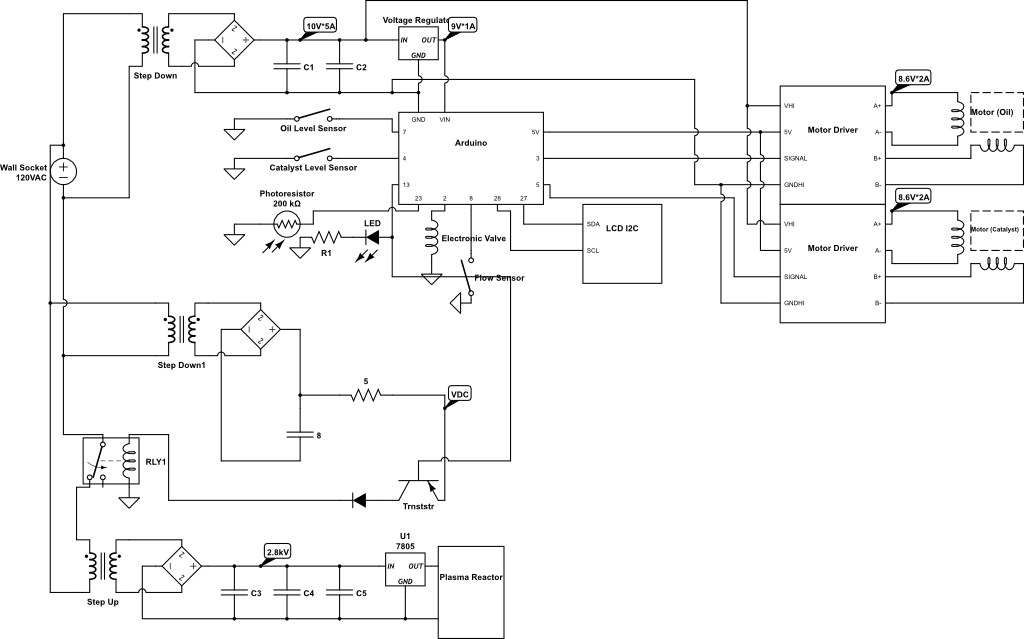 Wall Socket
120VAC
Step Down
10V*5A
C1
C2
Voltage Regulato
IN
OUT
GND
9V*1A
Oil Level Sensor
Catalyst Level Sensor
Photoresistor
200 kΩ
LED
R1
GND
VIN
7
4
13
Arduino
5V
3
5
23
2
8
28
27
Electronic Valve
Flow Sensor
SDA
SCL
LCD I2C
VHI
5V
SIGNAL
GNDHI
Motor Driver
A+
A-
B+
B-
8.6V*2A
Motor (Oil)
VHI
5V
SIGNAL
GNDHI
Motor Driver
A+
A-
B+
B-
8.6V*2A
Motor (Catalyst)
Step Down1
5
8
VDC
RLY1
Trnststr
Step Up
2.8kV
C3
C4
C5
U1
7805
IN
OUT
GND
Plasma Reactor